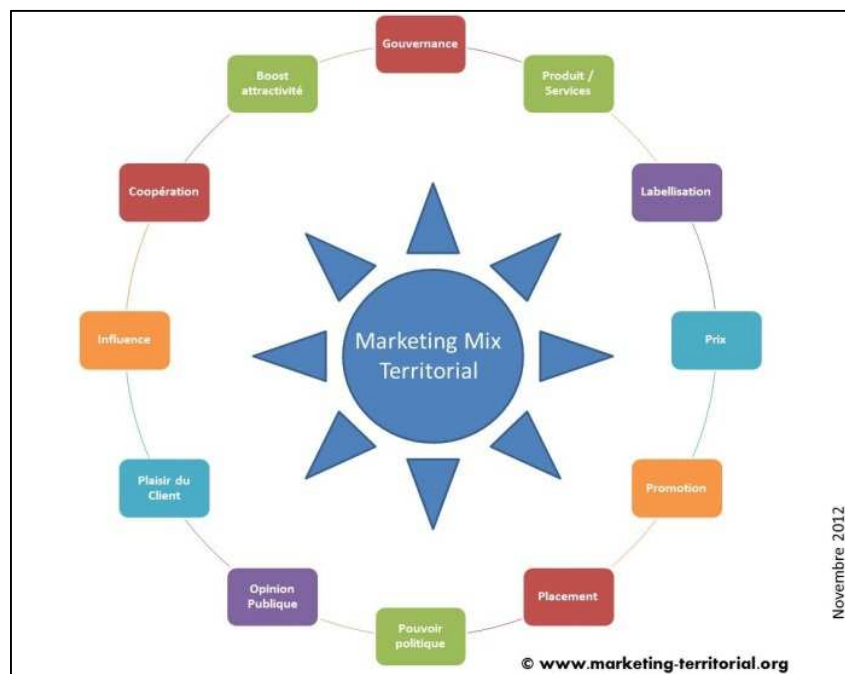 Gouvernance
Produit /
Services
Labellisation
Prix
Promotion
Placement
Pouvoir
politique
Opinion
Publique
Plaisir du
Client
Influence
Coopération
Boost
attractivité
Marketing Mix
Territorial
Novembre 2012
© www.marketing-territorial.org